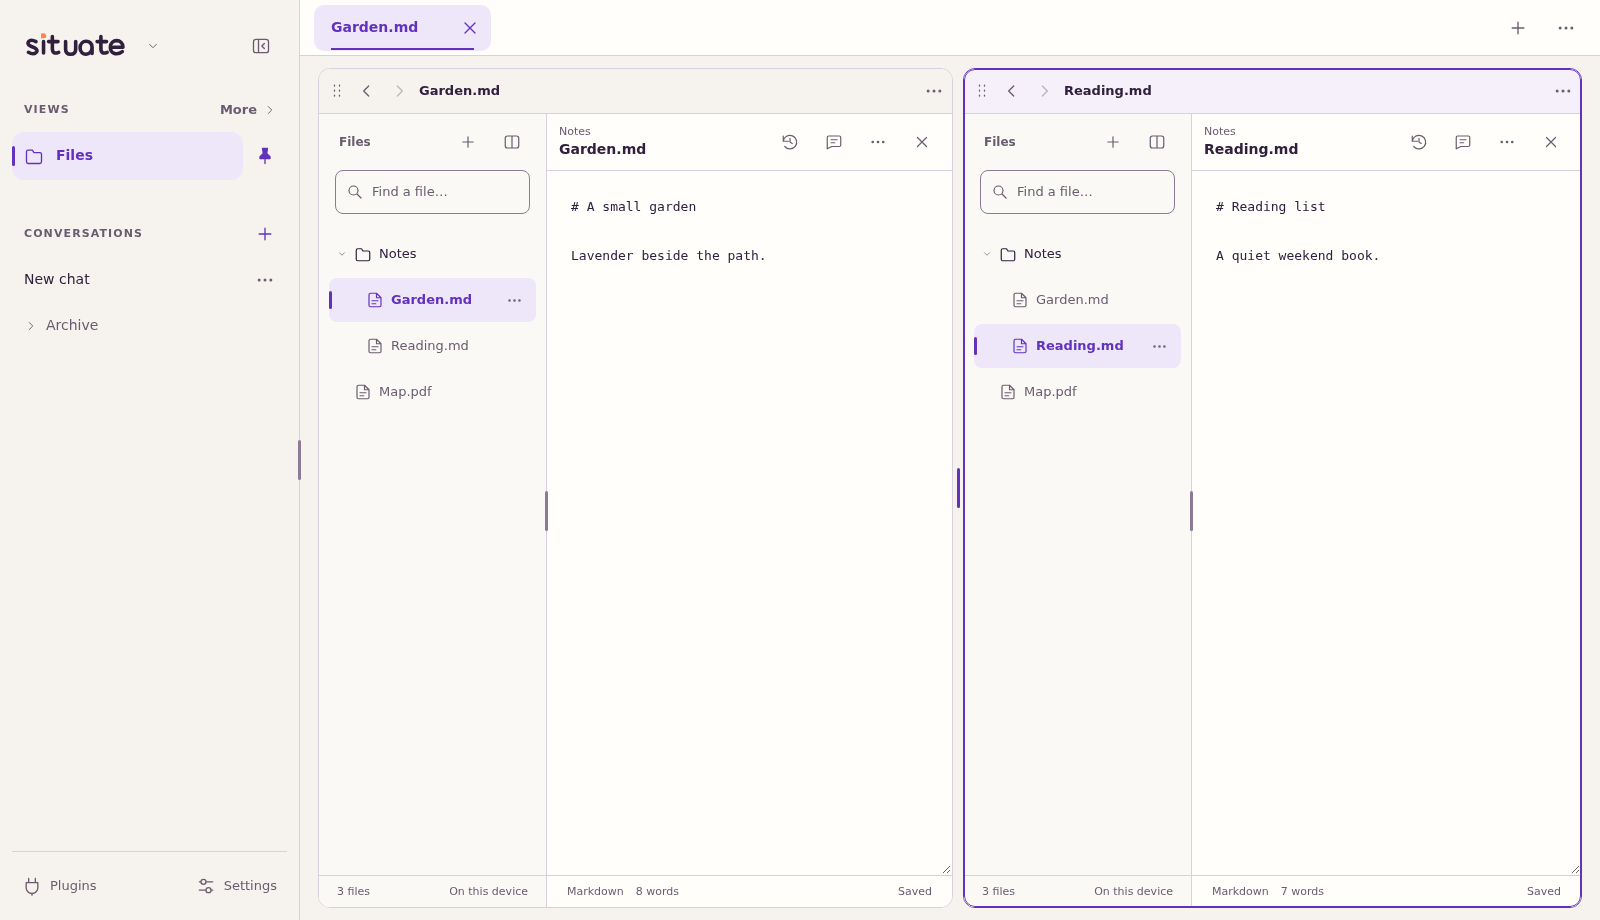 situate
VIEWS
More
Files
CONVERSATIONS
New chat
Archive
Plugins
Settings
Garden.md
Garden.md
Files
Find a file...
Notes
Garden.md
Reading.md
Map.pdf
3 files
On this device
Notes
Garden.md
# A small garden
Lavender beside the path.
Markdown
8 words
Saved
Reading.md
Files
Find a file...
Notes
Garden.md
Reading.md
Map.pdf
3 files
On this device
Notes
Reading.md
# Reading list
A quiet weekend book.
Markdown
7 words
Saved